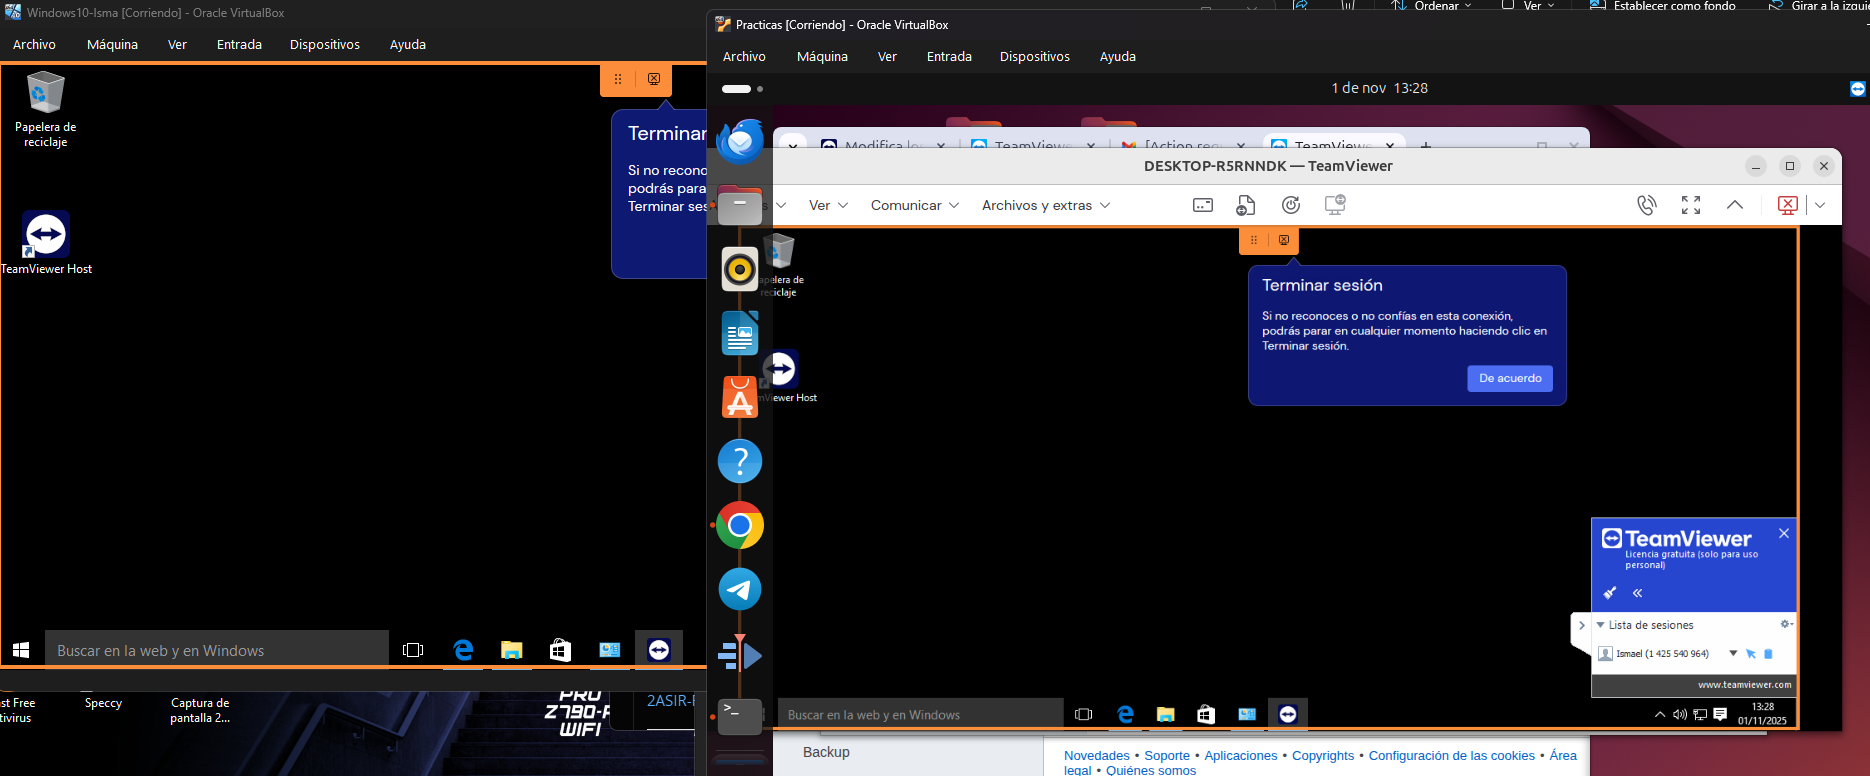 Windows10-Isma [Corriendo] - Oracle VirtualBox
Archivo Máquina Ver Entrada Dispositivos Ayuda
Papelera de
reciclaje
TeamViewer Host
Terminar
Si no recono
podrás para
Terminar ses
Buscar en la web y en Windows
st Free
tivirus
Speccy
Captura de
pantalla 2...
PRO
Z790-P
WIFI
2ASIR-
Ordenar Ver Establecer como fondo Girar a la izquie
Practicas [Corriendo] - Oracle VirtualBox
Archivo Máquina Ver Entrada Dispositivos Ayuda
1 de nov 13:28
Modifica lo TeamViewe [Action req TeamViewe
DESKTOP-R5RNNDK — TeamViewer
s Ver Comunicar Archivos y extras
apelera de
reciclaje
mViewer Host
Terminar sesión
Si no reconoces o no confías en esta conexión,
podrás parar en cualquier momento haciendo clic en
Terminar sesión.
De acuerdo
TeamViewer
Licencia gratuita (solo para uso
personal)
Lista de sesiones
Ismael (1 425 540 964)
www.teamviewer.com
Buscar en la web y en Windows
13:28
01/11/2025
Backup
Novedades • Soporte • Aplicaciones • Copyrights • Configuración de las cookies • Área
legal • Quiénes somos